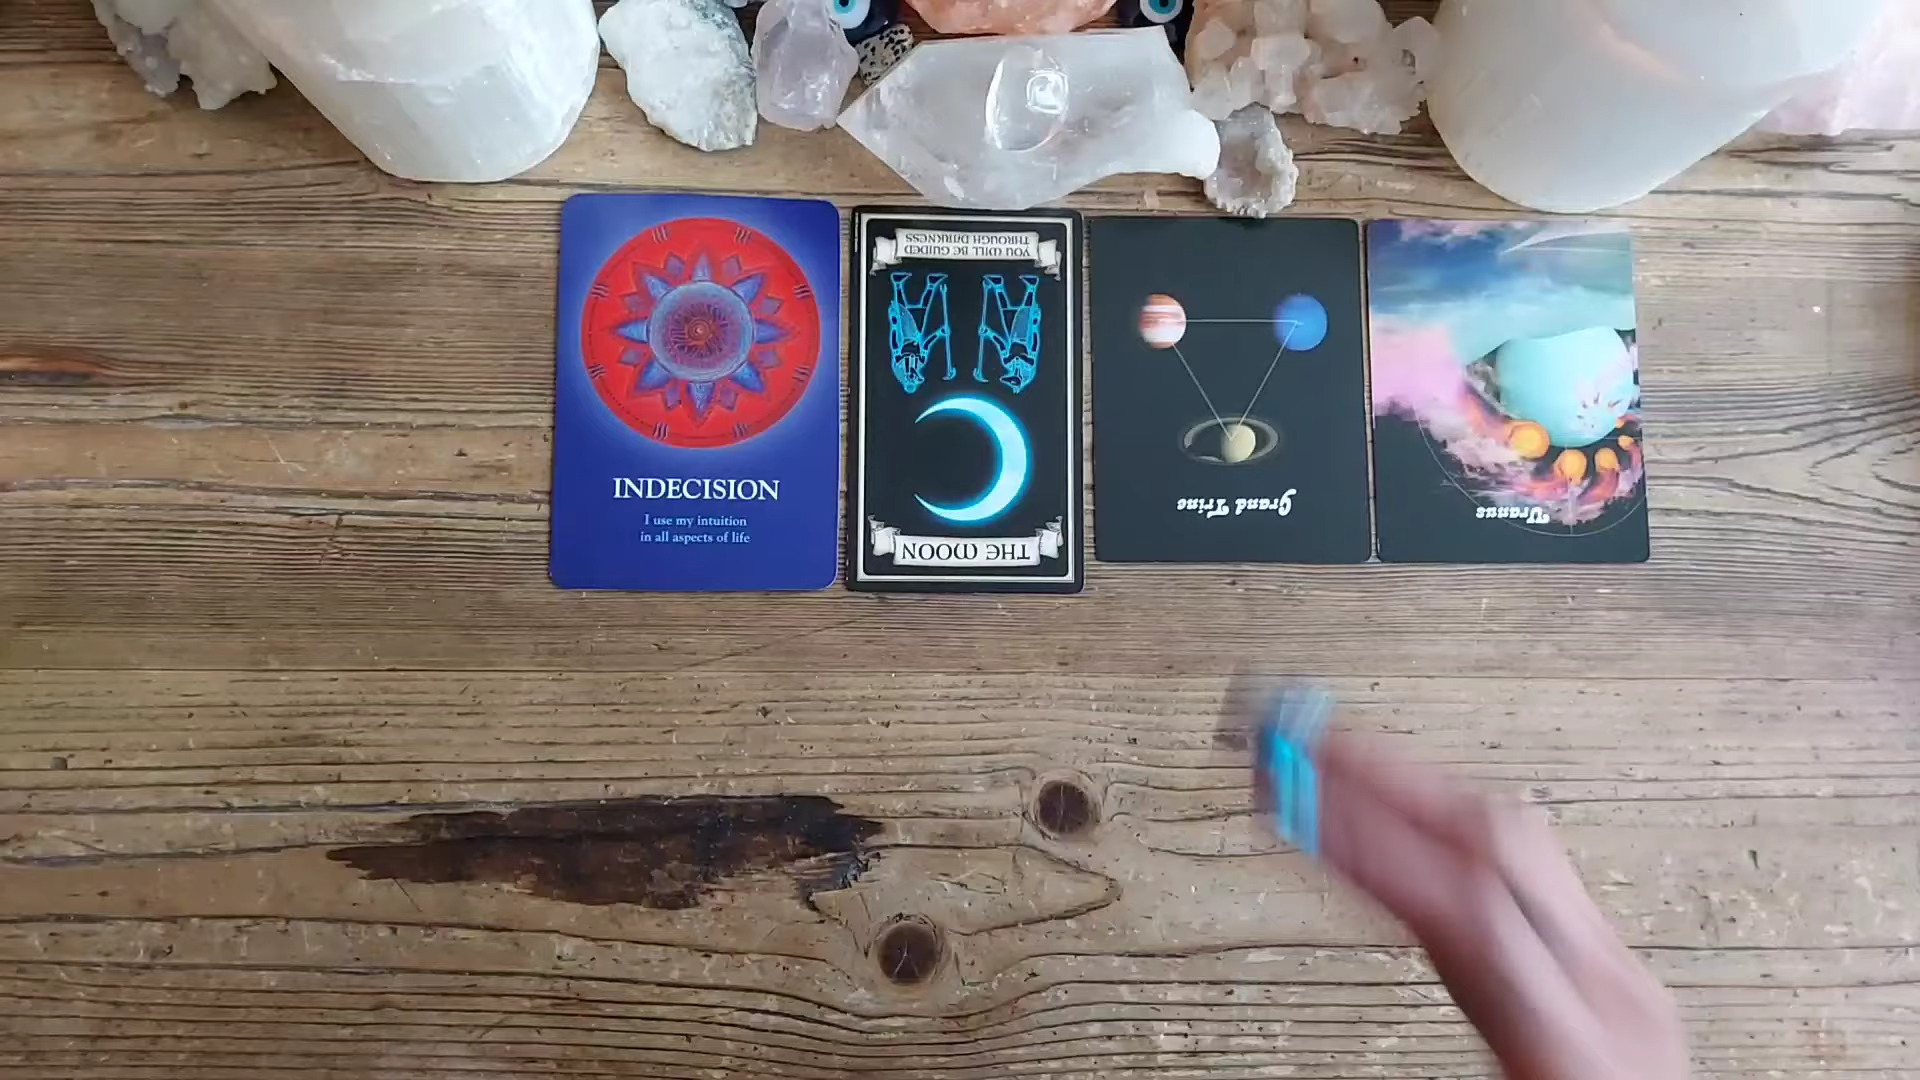 INDECISION
I use my intuition
in all aspects of life
THE MOON
YOU WILL BE GUIDED
THROUGH DARKNESS
Grand Trine
Uranus